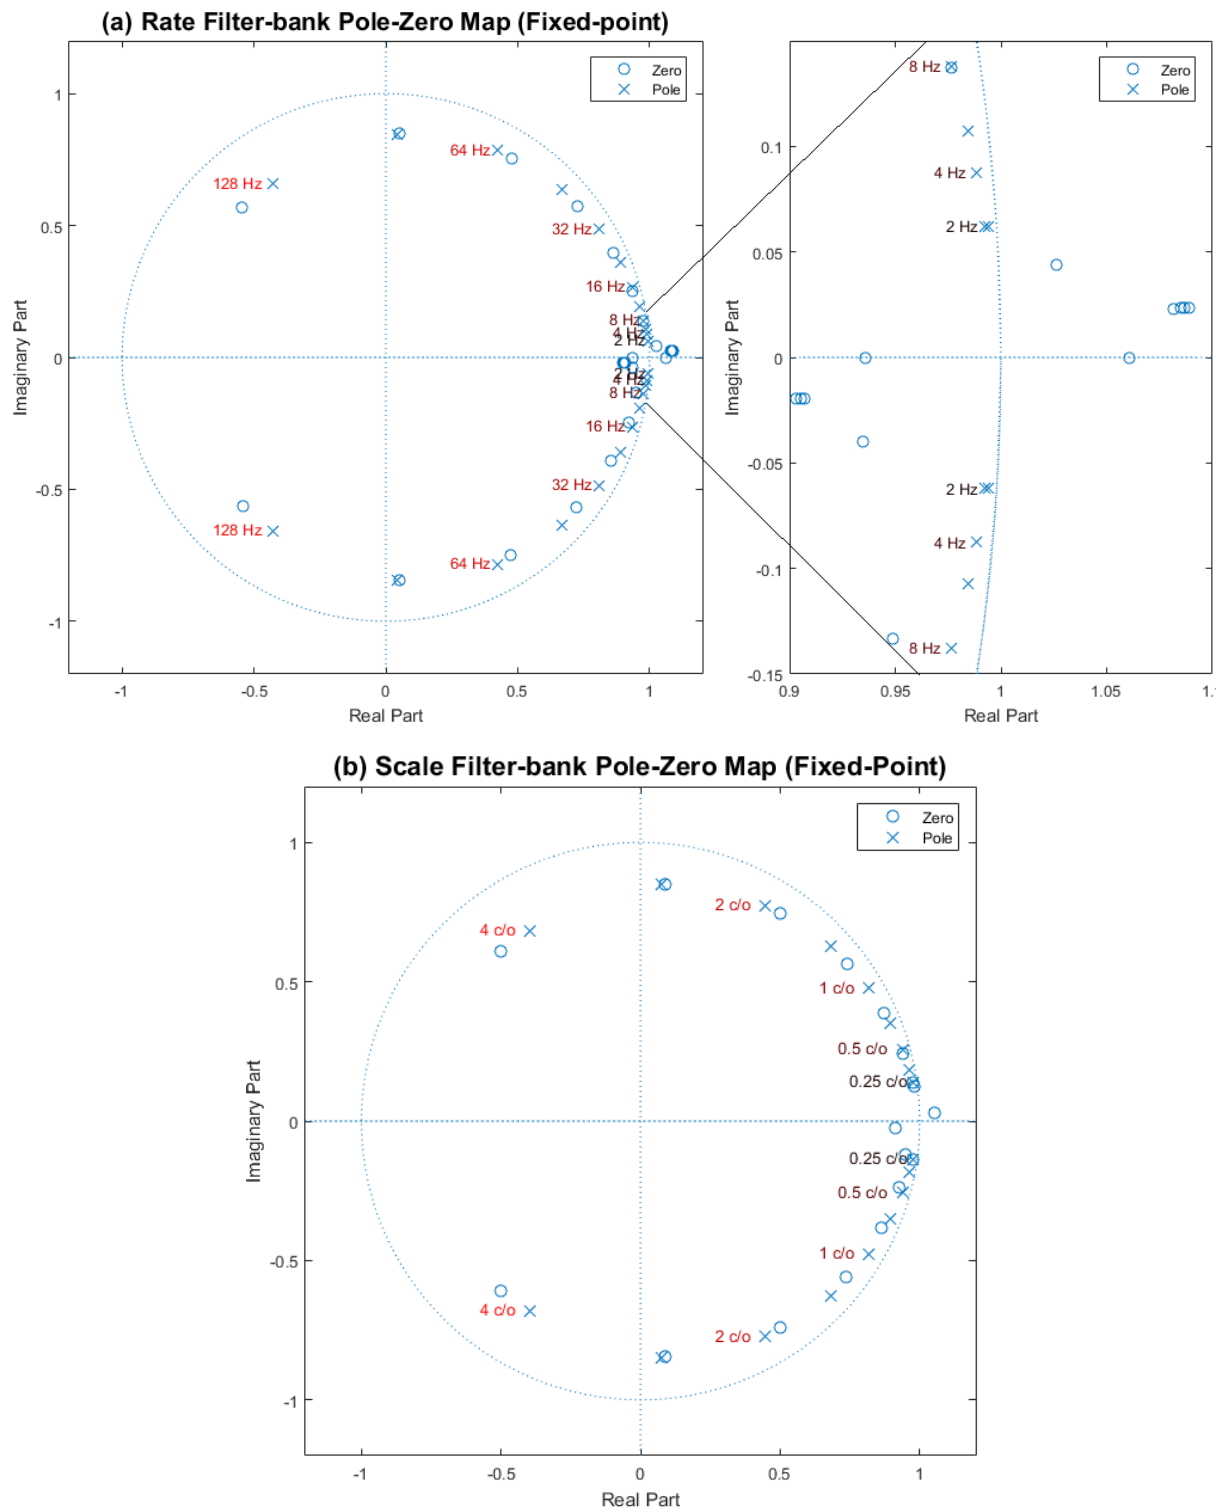 (a) Rate Filter-bank Pole-Zero Map (Fixed-point)
Zero
Pole
1
0.5
0
-0.5
-1
-1
-0.5
0
0.5
1
Imaginary Part
Real Part
128 Hz
64 Hz
32 Hz
16 Hz
8 Hz
4 Hz
2 Hz
2 Hz
4 Hz
8 Hz
16 Hz
32 Hz
64 Hz
128 Hz
Zero
Pole
0.1
0.05
0
-0.05
-0.1
-0.15
0.9
0.95
1
1.05
1.
Imaginary Part
Real Part
8 Hz
4 Hz
2 Hz
2 Hz
4 Hz
8 Hz
(b) Scale Filter-bank Pole-Zero Map (Fixed-Point)
Zero
Pole
1
0.5
0
-0.5
-1
-1
-0.5
0
0.5
1
Imaginary Part
Real Part
4 c/o
2 c/o
1 c/o
0.5 c/o
0.25 c/o
0.25 c/o
0.5 c/o
1 c/o
2 c/o
4 c/o